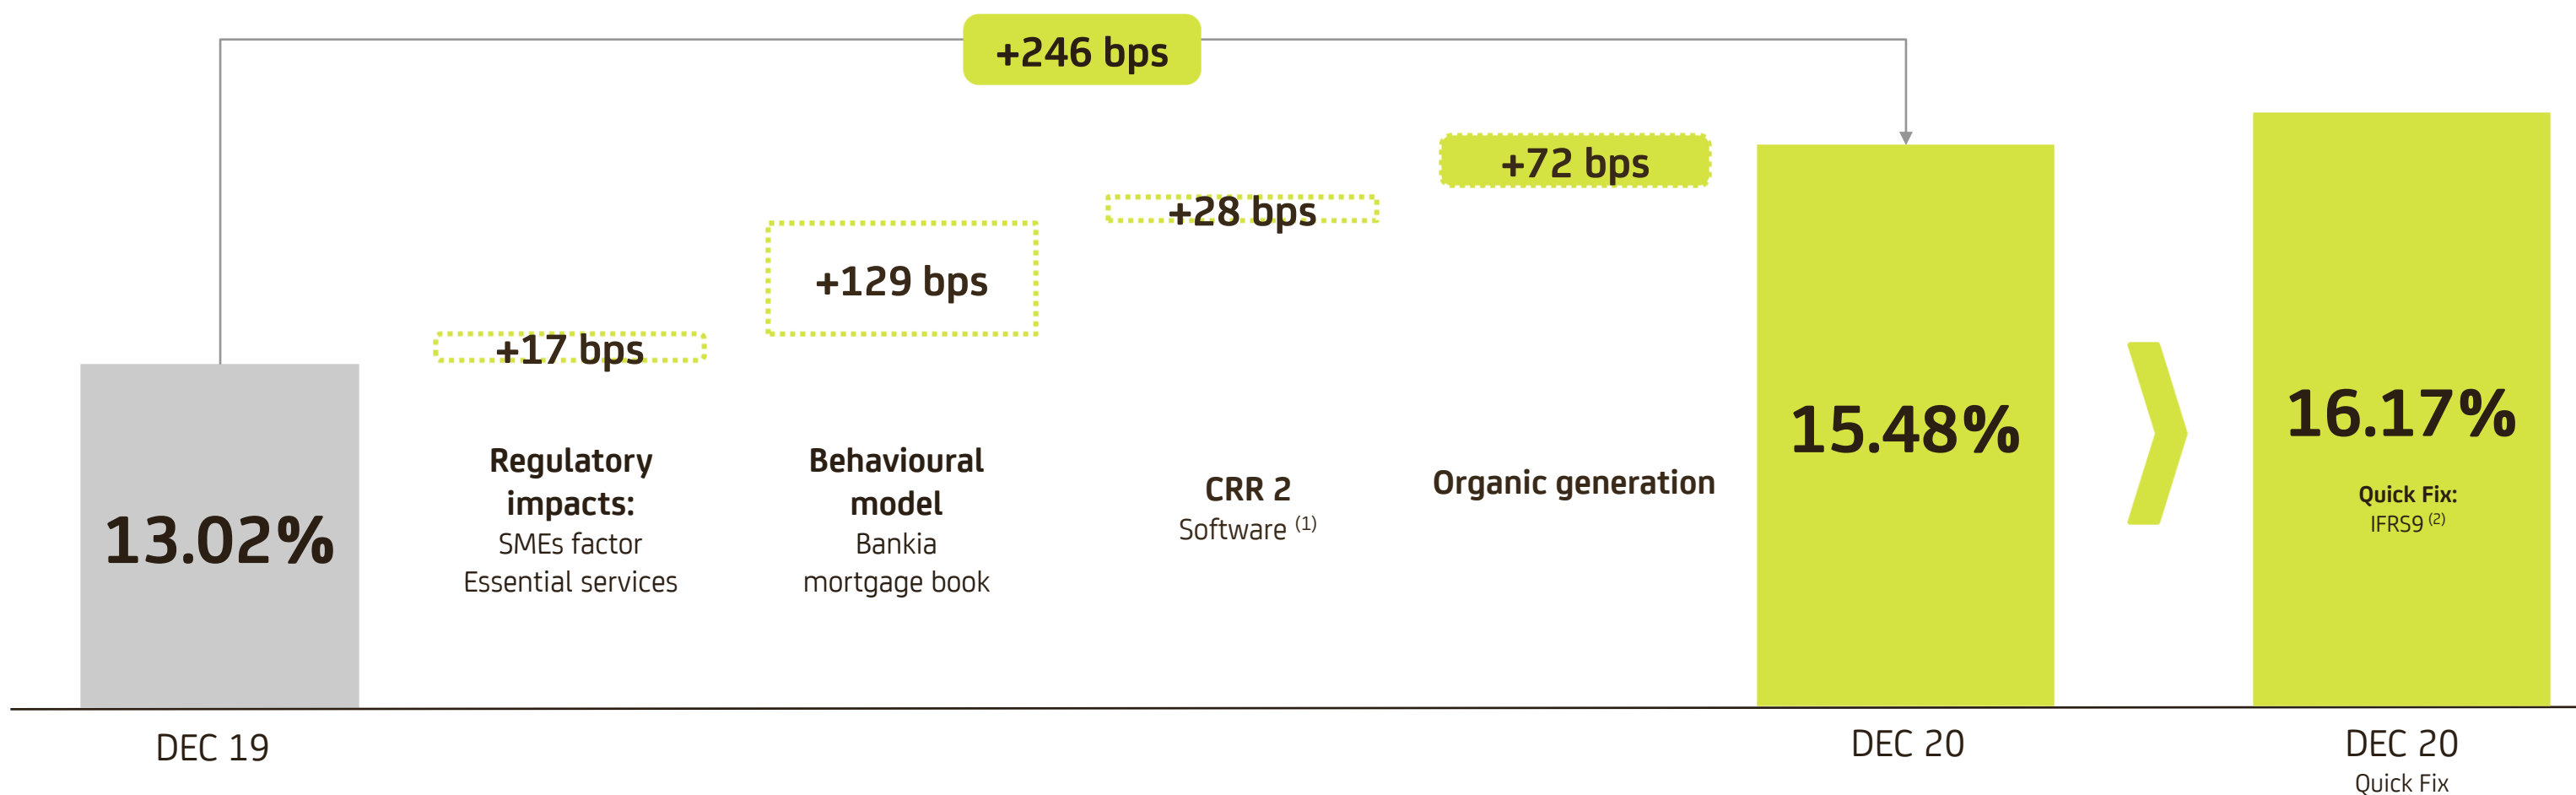 +246 bps
+72 bps
+28 bps
+129 bps
+17 bps
13.02%
Regulatory
impacts:
SMEs factor
Essential services
Behavioural
model
Bankia
mortgage book
CRR 2
Software (1)
Organic generation
15.48%
16.17%
Quick Fix:
IFRS9 (2)
DEC 19
DEC 20
DEC 20
Quick Fix